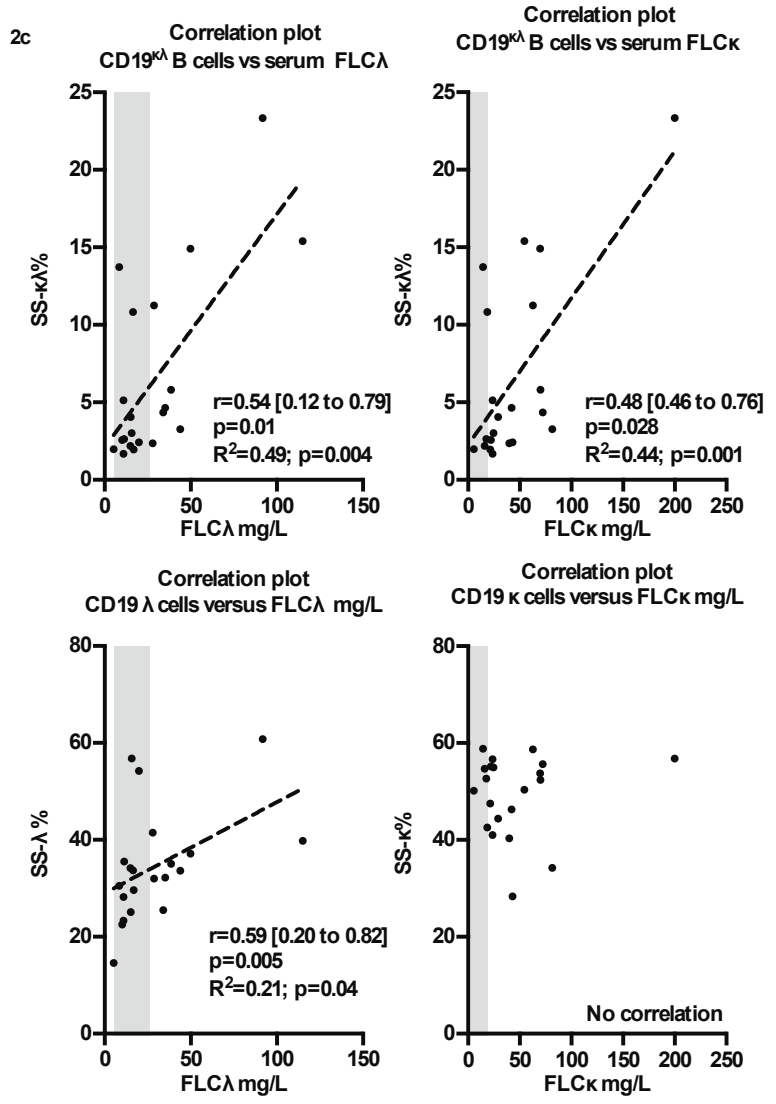 2c
Correlation plot
CD19κλ B cells vs serum FLCλ
25
20
15
10
5
0
SS-κλ%
r=0.54 [0.12 to 0.79]
p=0.01
R2=0.49; p=0.004
0 50 100 150
FLCλ mg/L
Correlation plot
CD19κλ B cells vs serum FLCκ
25
20
15
10
5
0
SS-κλ%
r=0.48 [0.46 to 0.76]
p=0.028
R2=0.44; p=0.001
0 50 100 150 200 250
FLCκ mg/L
Correlation plot
CD19 λ cells versus FLCλ mg/L
80
60
40
20
0
SS-λ %
r=0.59 [0.20 to 0.82]
p=0.005
R2=0.21; p=0.04
0 50 100 150
FLCλ mg/L
Correlation plot
CD19 κ cells versus FLCκ mg/L
80
60
40
20
0
SS-κ%
No correlation
0 50 100 150 200 250
FLCκ mg/L